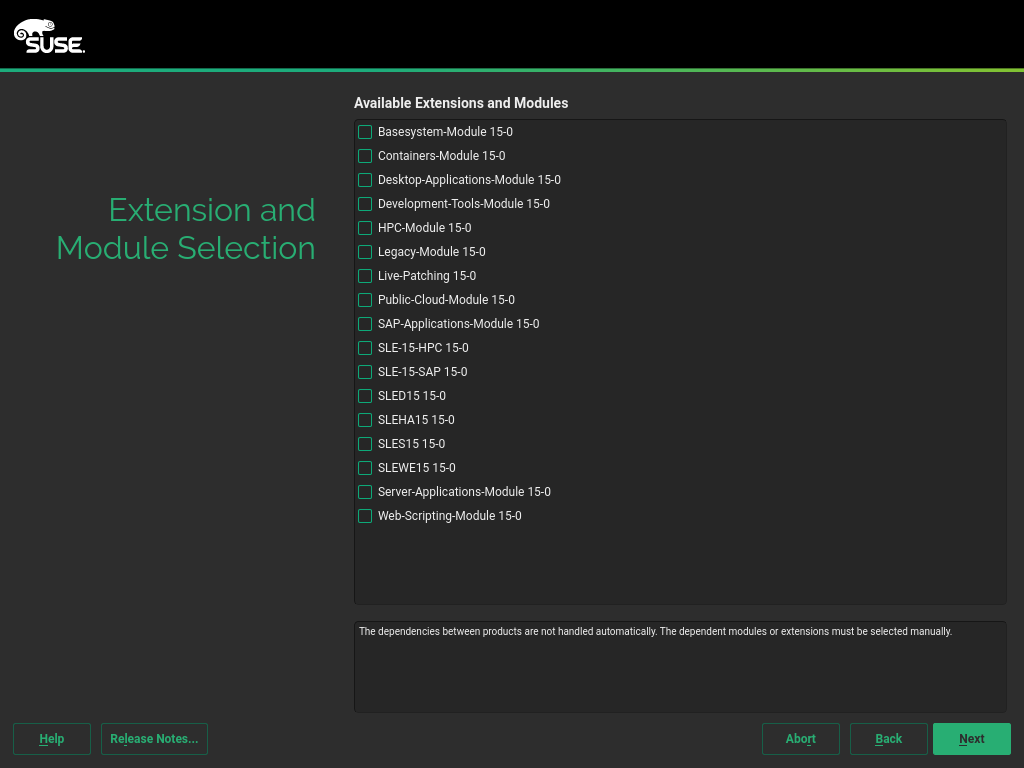 SUSE.
Extension and
Module Selection
Available Extensions and Modules
Basesystem-Module 15-0
Containers-Module 15-0
Desktop-Applications-Module 15-0
Development-Tools-Module 15-0
HPC-Module 15-0
Legacy-Module 15-0
Live-Patching 15-0
Public-Cloud-Module 15-0
SAP-Applications-Module 15-0
SLE-15-HPC 15-0
SLE-15-SAP 15-0
SLED15 15-0
SLEHA15 15-0
SLES15 15-0
SLEWE15 15-0
Server-Applications-Module 15-0
Web-Scripting-Module 15-0
The dependencies between products are not handled automatically. The dependent modules or extensions must be selected manually.
Help
Release Notes...
Abort
Back
Next